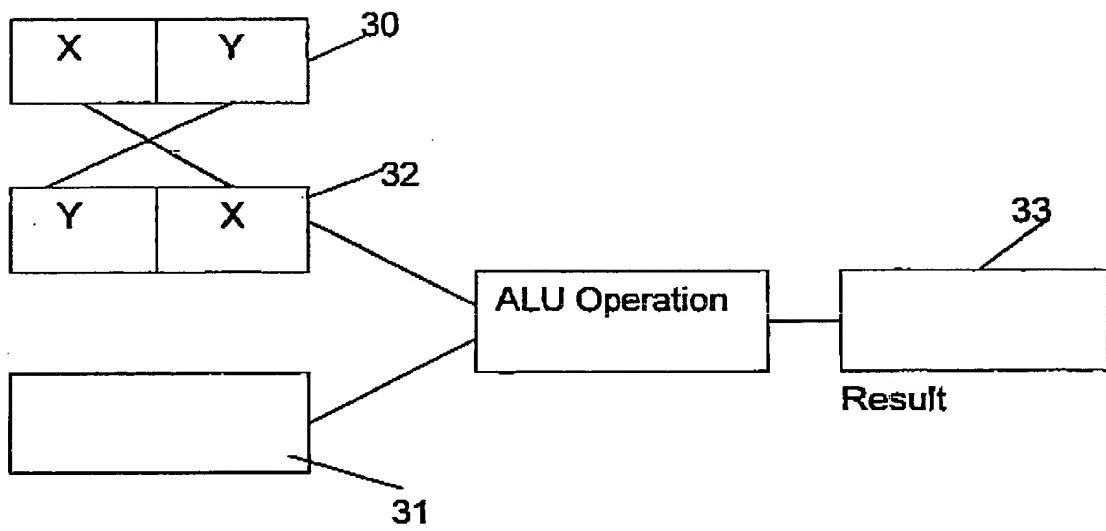 X Y 30
32
Y X
33
ALU Operation
Result
31